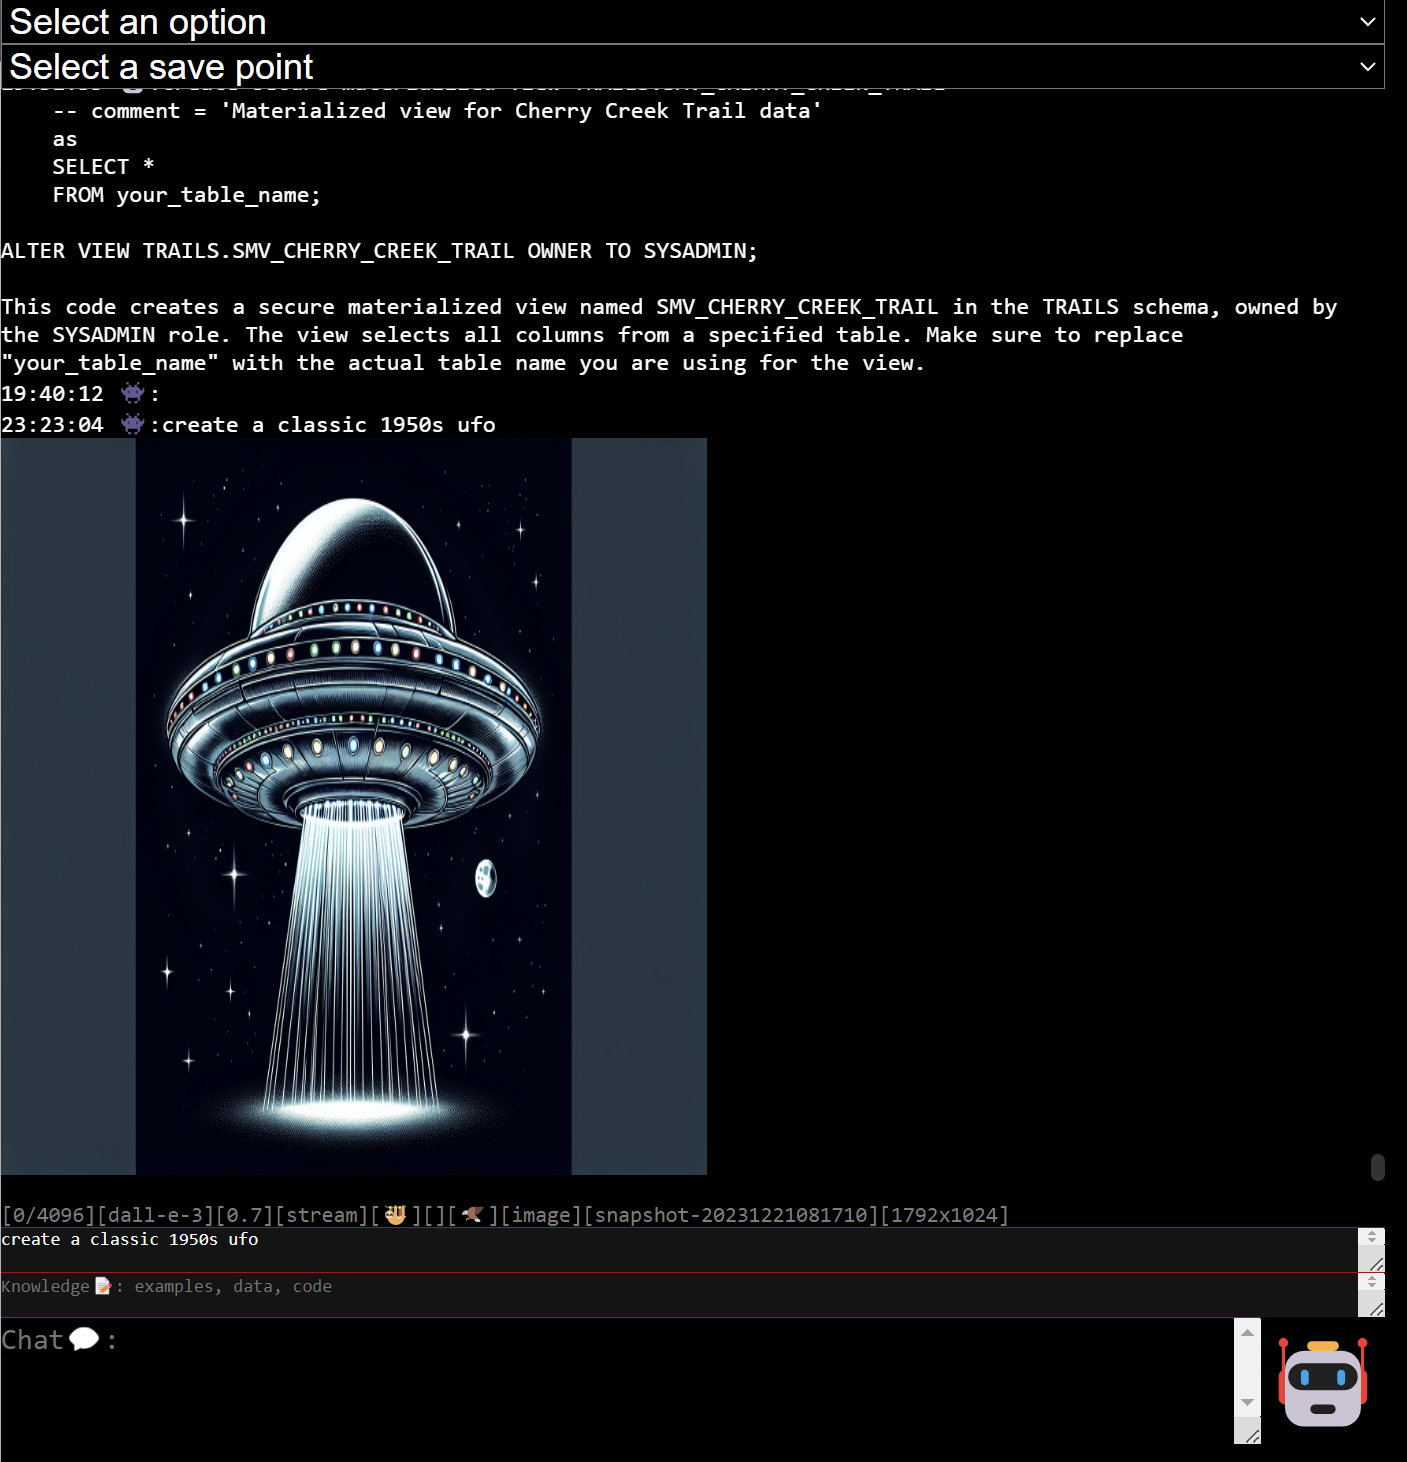 Select an option
Select a save point
-- comment = 'Materialized view for Cherry Creek Trail data'
as
SELECT *
FROM your_table_name;
ALTER VIEW TRAILS.SMV_CHERRY_CREEK_TRAIL OWNER TO SYSADMIN;
This code creates a secure materialized view named SMV_CHERRY_CREEK_TRAIL in the TRAILS schema, owned by
the SYSADMIN role. The view selects all columns from a specified table. Make sure to replace
"your_table_name" with the actual table name you are using for the view.
19:40:12 👾:
23:23:04 👾:create a classic 1950s ufo
[0/4096][dall-e-3][0.7][stream][🦥][][🦅][image][snapshot-20231221081710][1792x1024]
create a classic 1950s ufo
Knowledge📝: examples, data, code
Chat💬: